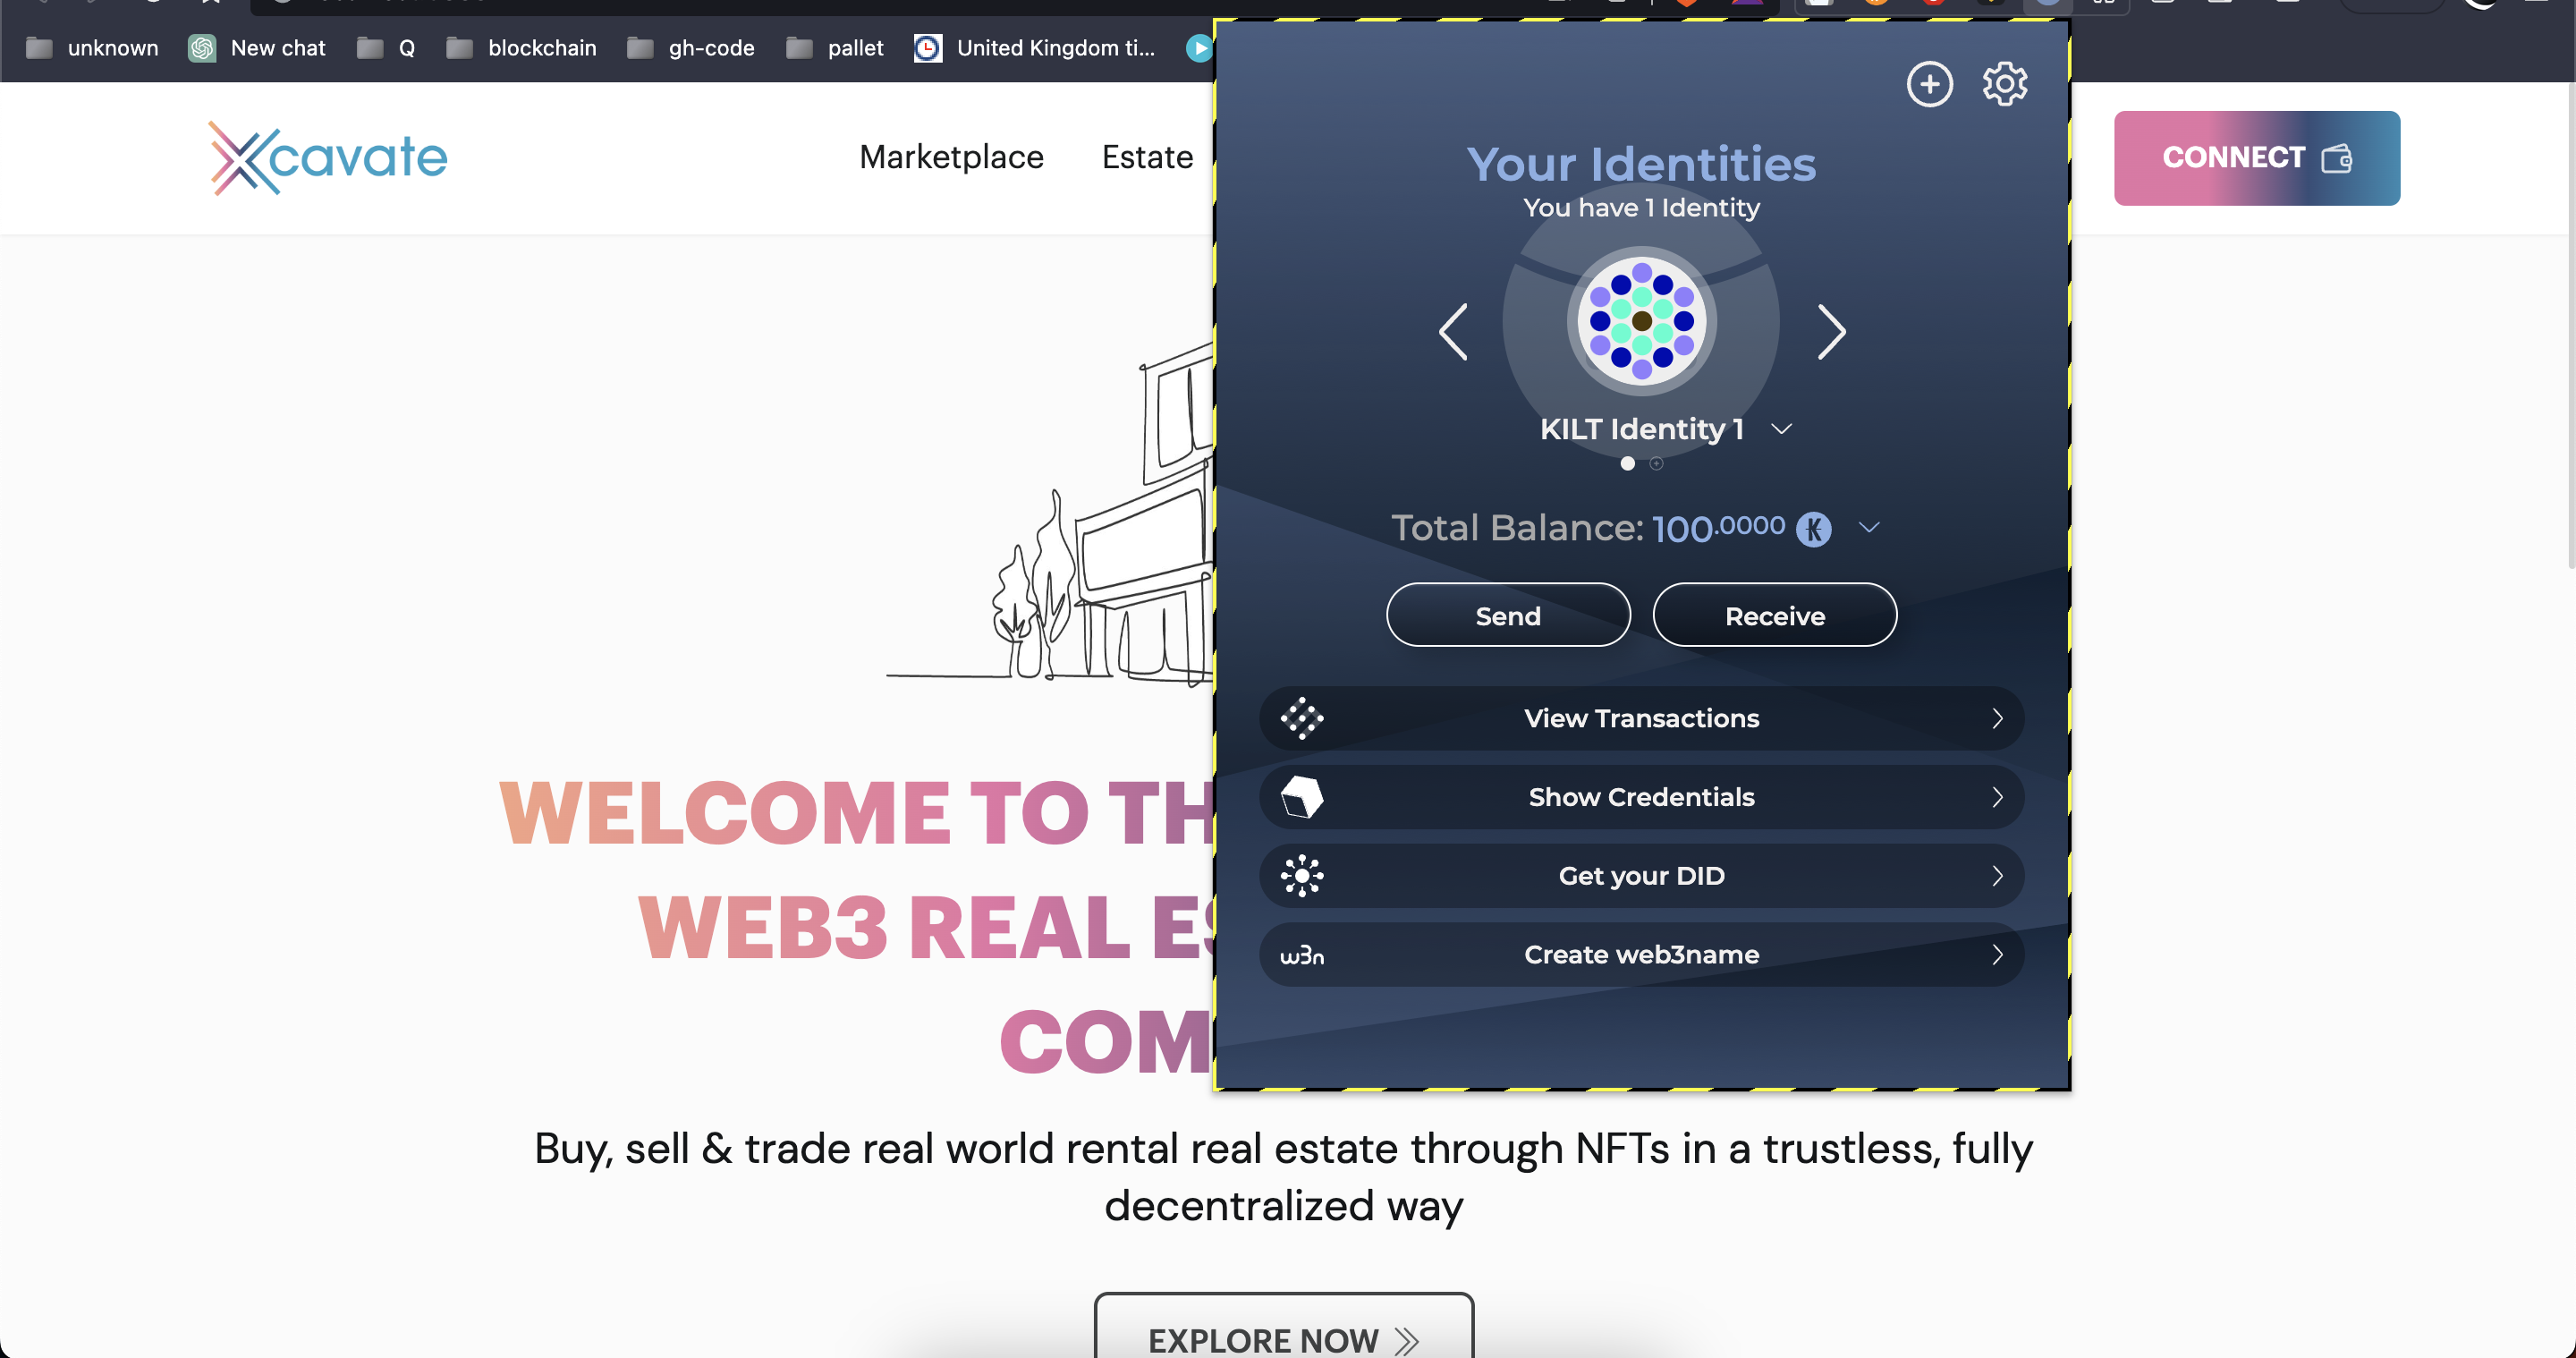 unknown New chat Q blockchain gh-code pallet United Kingdom ti...
Xcavate Marketplace Estate CONNECT
Your Identities
You have 1 Identity
KILT Identity 1
Total Balance: 100.0000
Send Receive
View Transactions
Show Credentials
Get your DID
w3n Create web3name
WELCOME TO TH
WEB3 REAL ES
COM
Buy, sell & trade real world rental real estate through NFTs in a trustless, fully
decentralized way
EXPLORE NOW